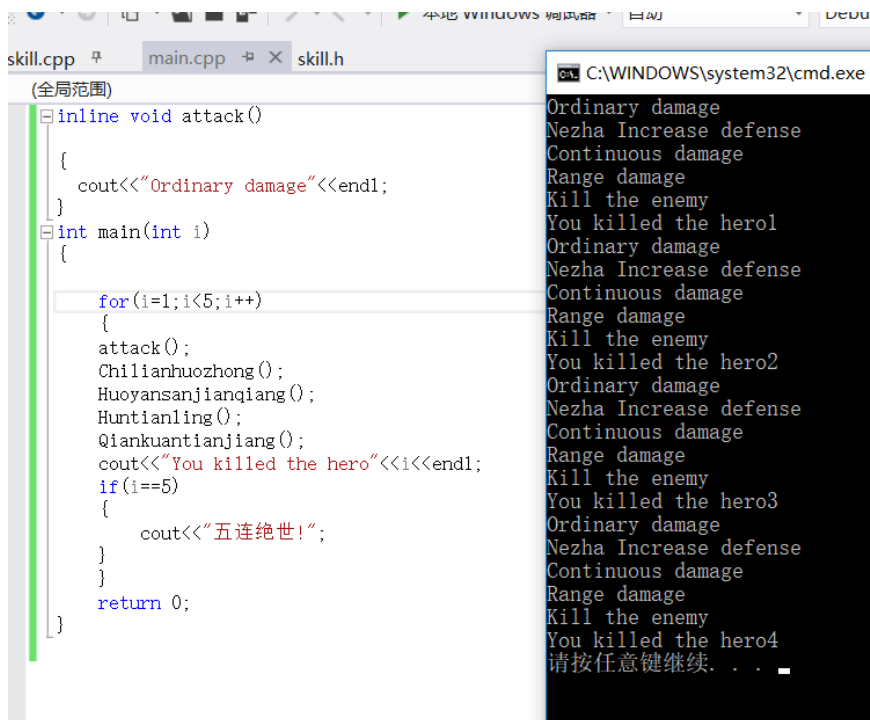 本地 Windows 调试器
自动
Debu
skill.cpp
main.cpp
skill.h
(全局范围)
inline void attack()
{
cout<<"Ordinary damage"<<endl;
}
int main(int i)
{
for(i=1;i<5;i++)
{
attack();
Chilianhuozhong();
Huoyansanjianqiang();
Huntianling();
Qiankuantianjiang();
cout<<"You killed the hero"<<i<<endl;
if(i==5)
{
cout<<"五连绝世!";
}
}
return 0;
}
C:\WINDOWS\system32\cmd.exe
Ordinary damage
Nezha Increase defense
Continuous damage
Range damage
Kill the enemy
You killed the hero1
Ordinary damage
Nezha Increase defense
Continuous damage
Range damage
Kill the enemy
You killed the hero2
Ordinary damage
Nezha Increase defense
Continuous damage
Range damage
Kill the enemy
You killed the hero3
Ordinary damage
Nezha Increase defense
Continuous damage
Range damage
Kill the enemy
You killed the hero4
请按任意键继续. . .